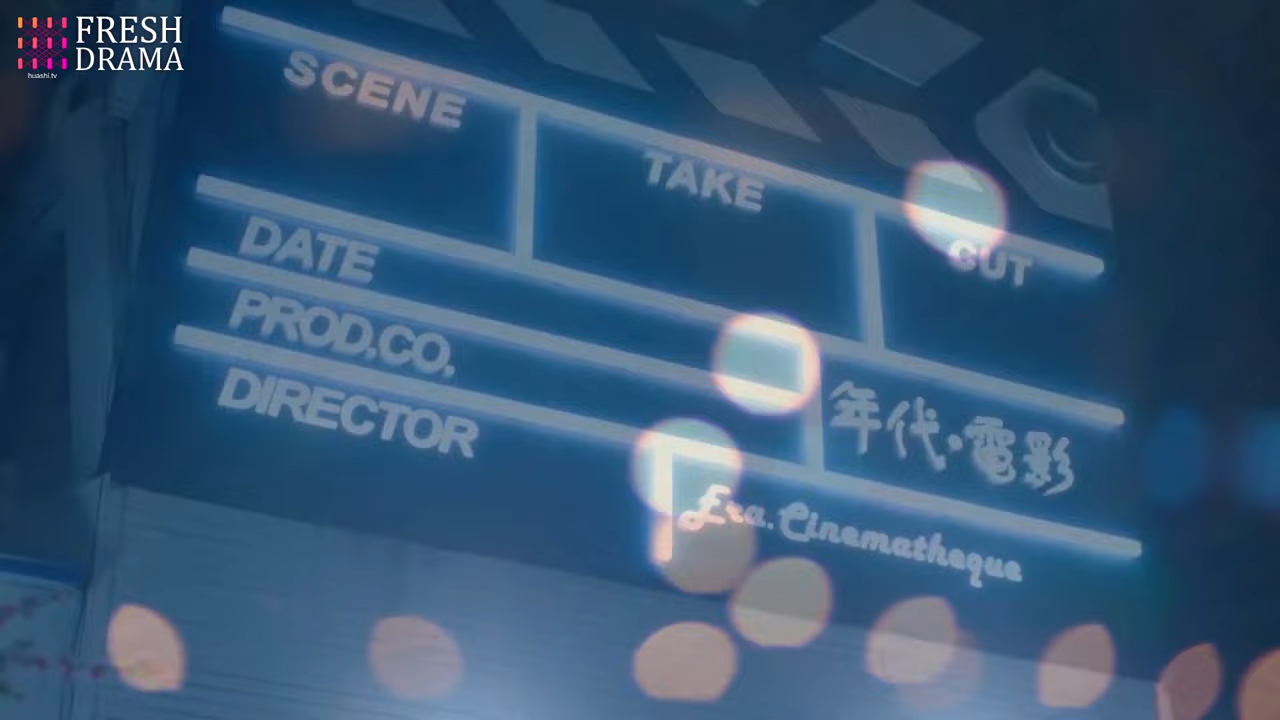 FRESH
DRAMA
huashi.tv
SCENE
TAKE
CUT
DATE
PROD.CO.
DIRECTOR
年代·電影
Era.Cinematheque